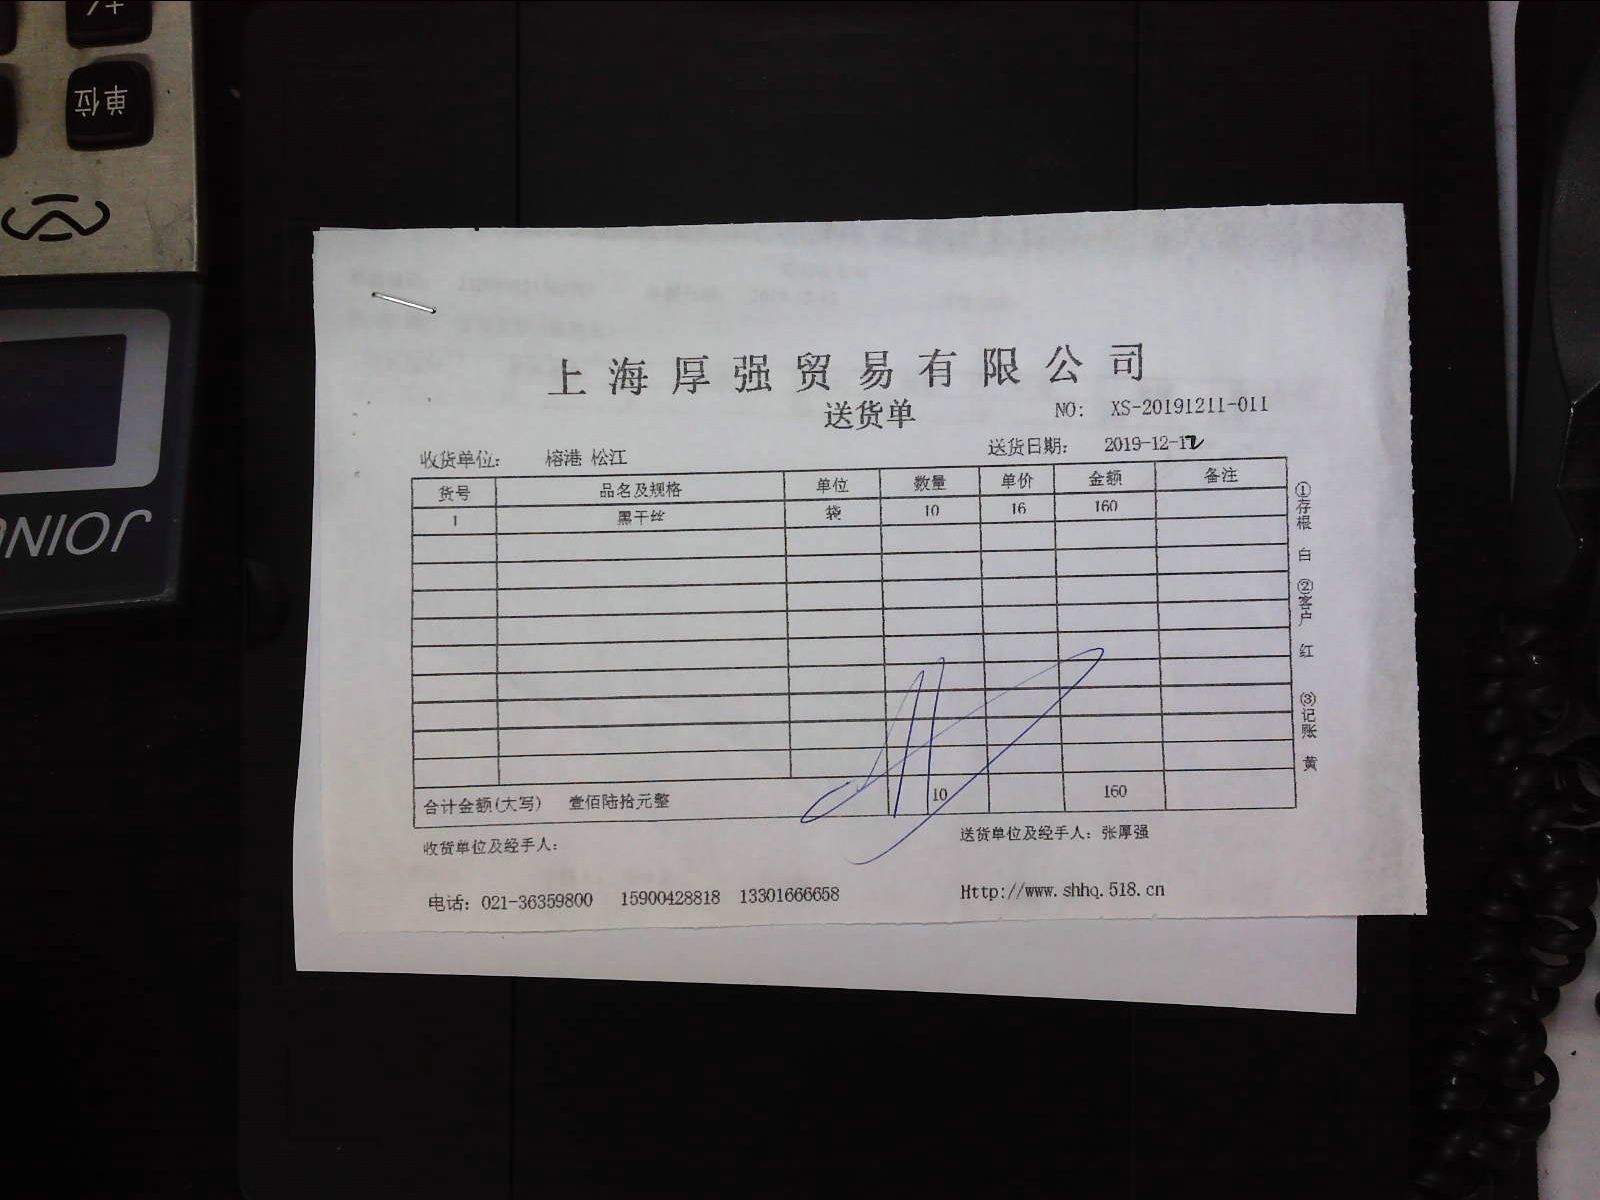 单位
JOINUS
上海厚强贸易有限公司
送货单
NO: XS-20191211-011
收货单位: 榕港 松江
送货日期: 2019-12-12
货号 品名及规格 单位 数量 单价 金额 备注
1 黑干丝 袋 10 16 160
合计金额(大写) 壹佰陆拾元整 10 160
收货单位及经手人:
送货单位及经手人: 张厚强
电话: 021-36359800 15900428818 13301666658
Http://www.shhq.518.cn
①存根 白 ②客户 红 ③记账 黄